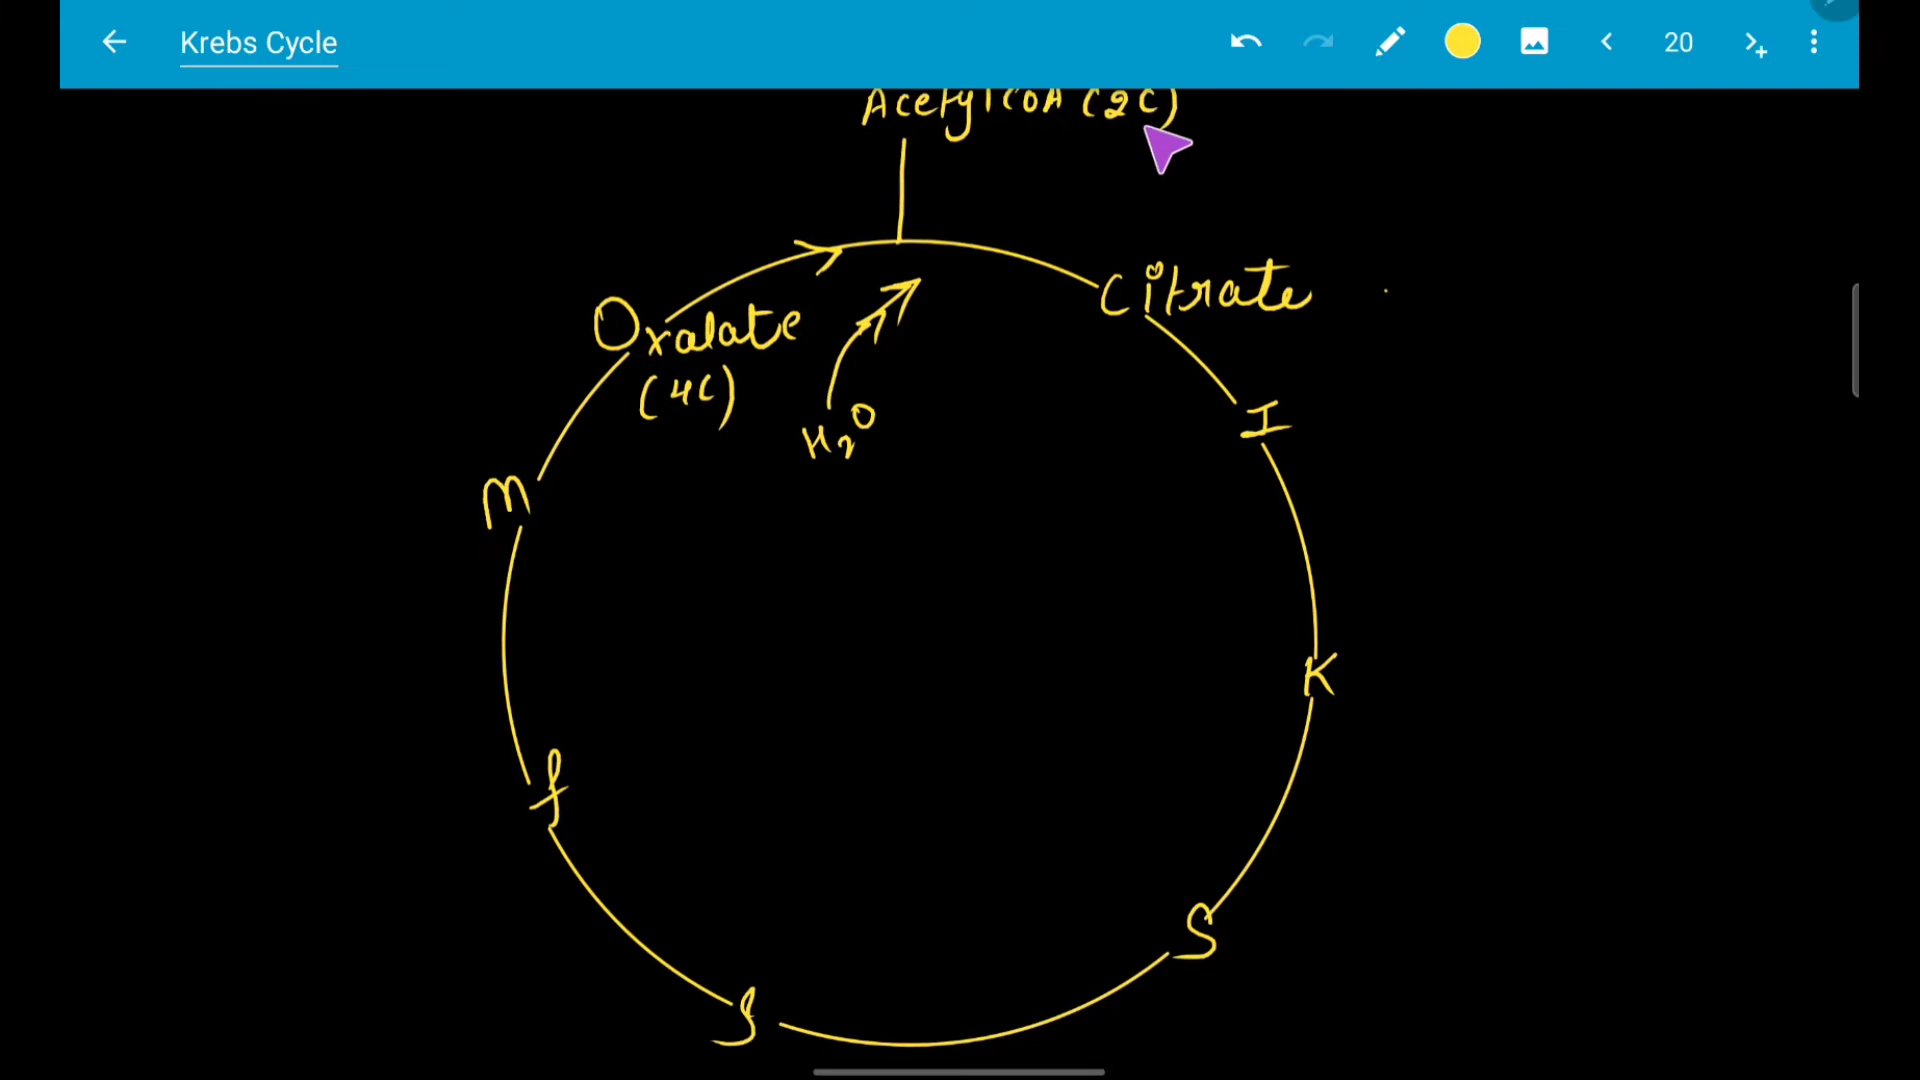 Krebs Cycle
20
Acetyl CoA (2C)
Citrate
Oxalate
(4C)
H2O
I
M
K
f
S
S